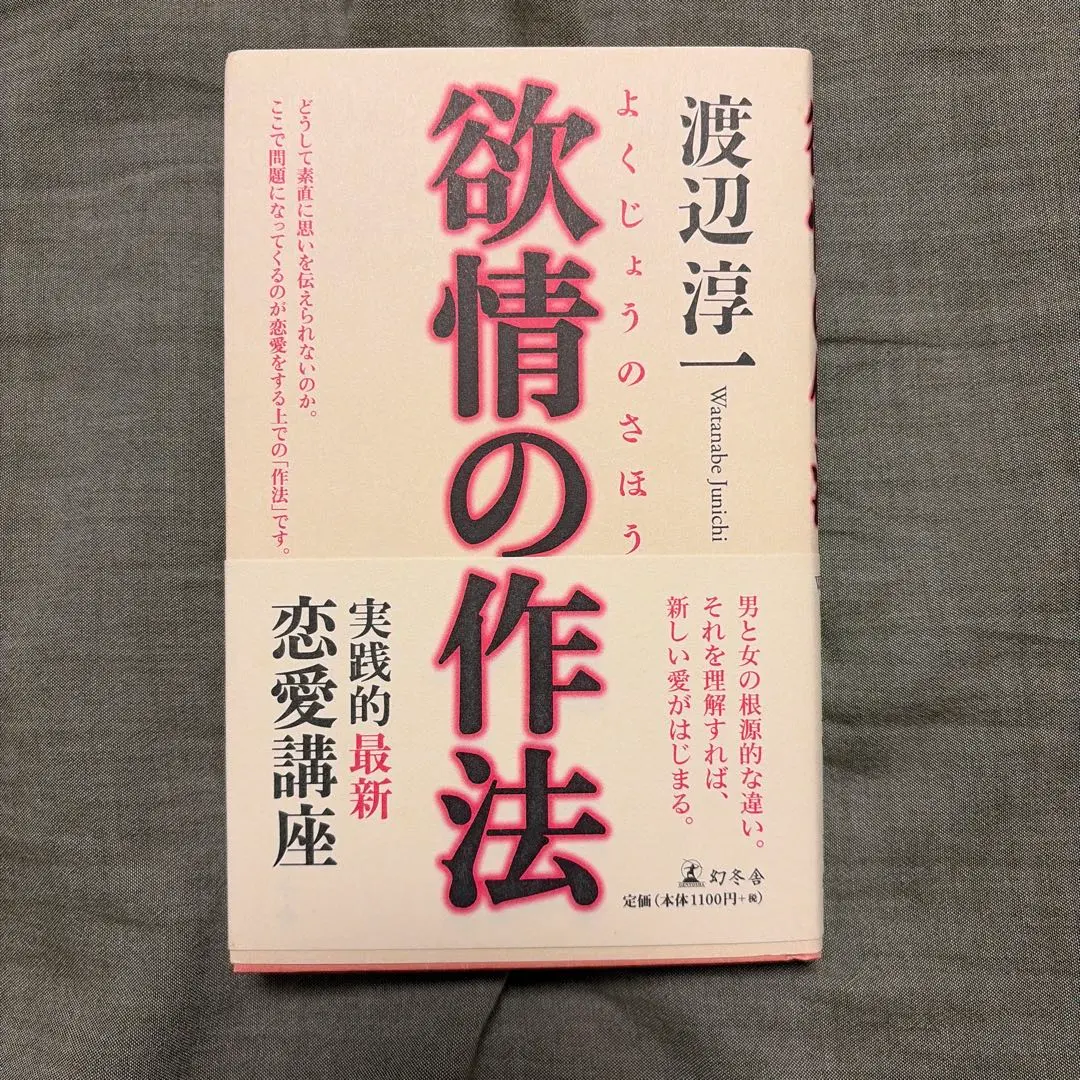 渡辺淳一
Watanabe Junichi
よくじょうのさほう
欲情の作法
どうして素直に思いを伝えられないのか。
ここで問題になってくるのが恋愛をする上での「作法」です。
男と女の根源的な違い。
それを理解すれば、
新しい愛がはじまる。
実践的最新
恋愛講座
GENTOSHA
幻冬舎
定価(本体1100円+税)